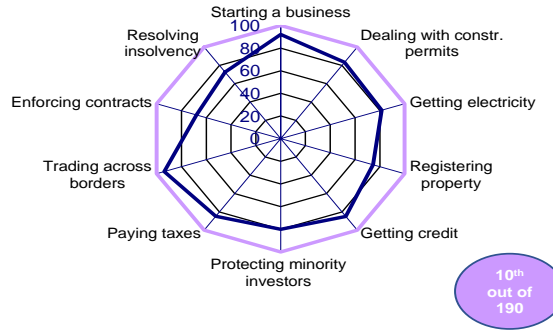 Starting a business
100
80
60
40
20
0
Dealing with constr.
permits
Getting electricity
Registering
property
Getting credit
Protecting minority
investors
Paying taxes
Trading across
borders
Enforcing contracts
Resolving
insolvency
10th
out of
190